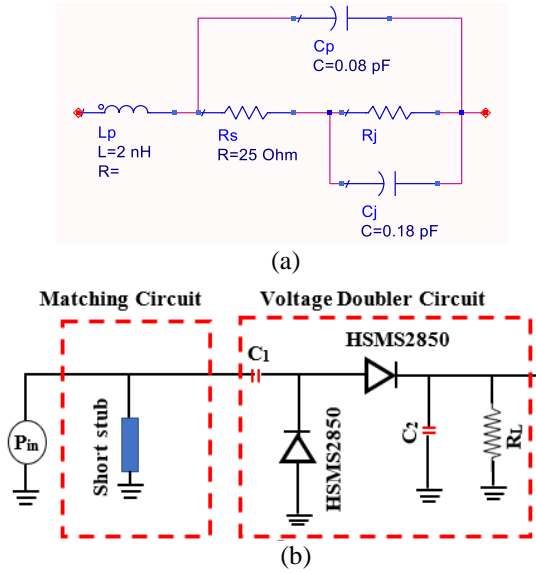 Cp
C=0.08 pF
Lp
L=2 nH
R=
Rs
R=25 Ohm
Rj
Cj
C=0.18 pF
(a)
Matching Circuit
Voltage Doubler Circuit
HSMS2850
C1
Pin
Short stub
HSMS2850
C2
RL
(b)